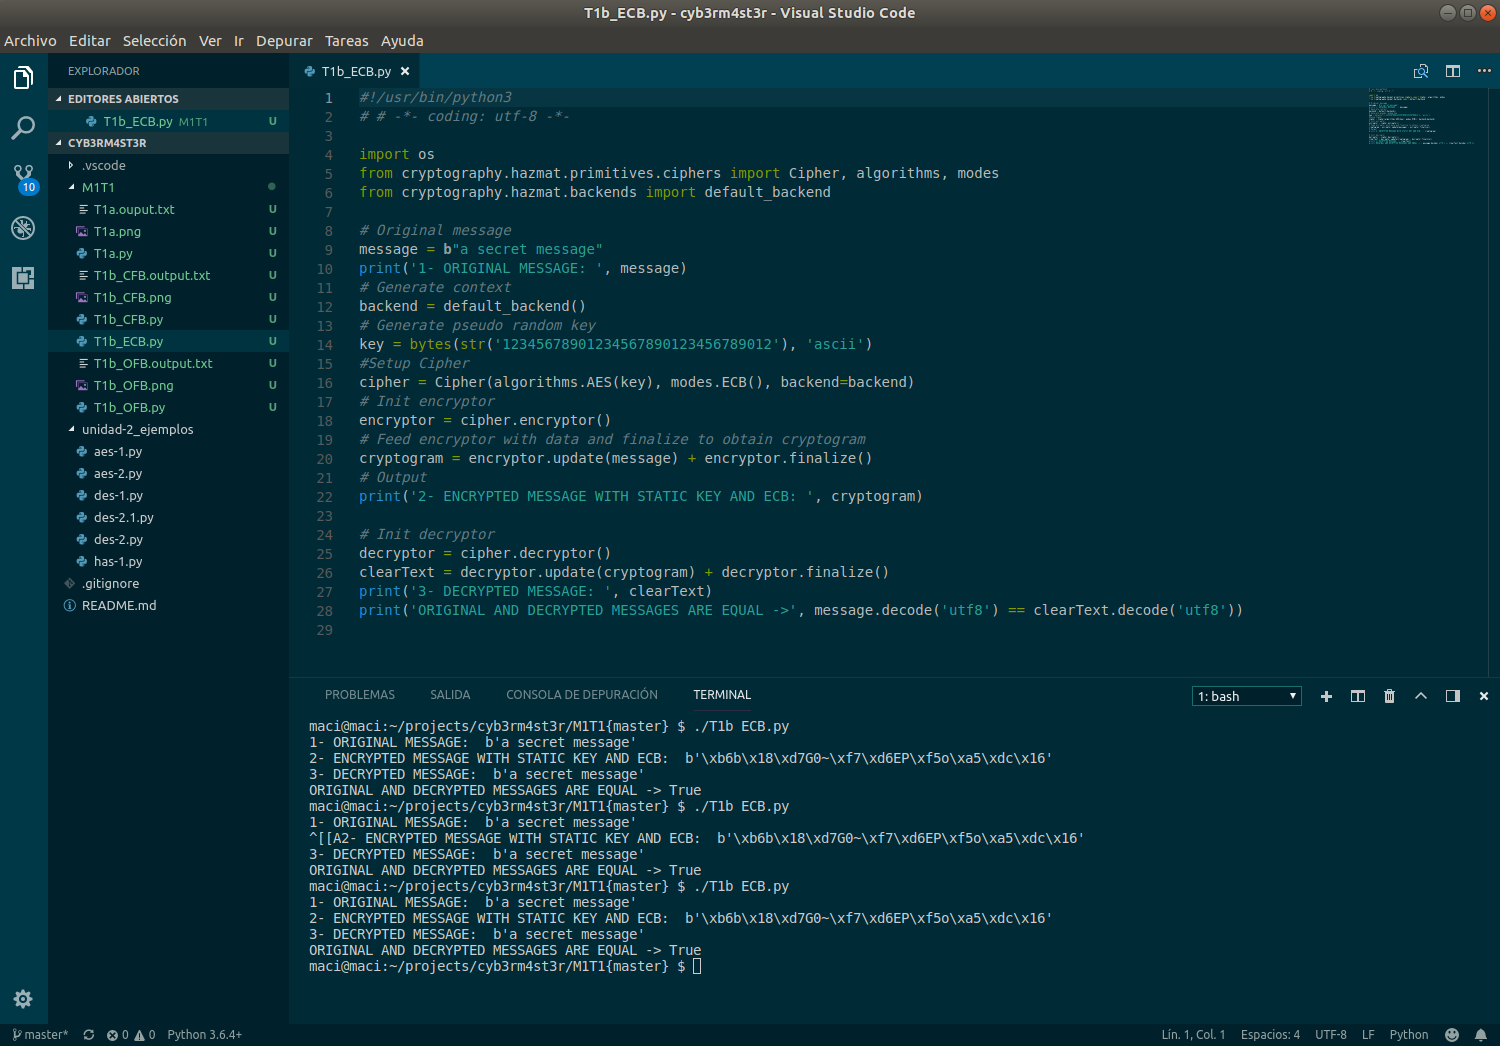 T1b_ECB.py - cyb3rm4st3r - Visual Studio Code
Archivo Editar Selección Ver Ir Depurar Tareas Ayuda
EXPLORADOR
EDITORES ABIERTOS
T1b_ECB.py M1T1 U
CYB3RM4ST3R
.vscode
M1T1
T1a.ouput.txt U
T1a.png U
T1a.py U
T1b_CFB.output.txt U
T1b_CFB.png U
T1b_CFB.py U
T1b_ECB.py U
T1b_OFB.output.txt U
T1b_OFB.png U
T1b_OFB.py U
unidad-2_ejemplos
aes-1.py
aes-2.py
des-1.py
des-2.1.py
des-2.py
has-1.py
.gitignore
README.md
10
T1b_ECB.py
1 #!/usr/bin/python3
2 # # -*- coding: utf-8 -*-
3
4 import os
5 from cryptography.hazmat.primitives.ciphers import Cipher, algorithms, modes
6 from cryptography.hazmat.backends import default_backend
7
8 # Original message
9 message = b"a secret message"
10 print('1- ORIGINAL MESSAGE: ', message)
11 # Generate context
12 backend = default_backend()
13 # Generate pseudo random key
14 key = bytes(str('12345678901234567890123456789012'), 'ascii')
15 #Setup Cipher
16 cipher = Cipher(algorithms.AES(key), modes.ECB(), backend=backend)
17 # Init encryptor
18 encryptor = cipher.encryptor()
19 # Feed encryptor with data and finalize to obtain cryptogram
20 cryptogram = encryptor.update(message) + encryptor.finalize()
21 # Output
22 print('2- ENCRYPTED MESSAGE WITH STATIC KEY AND ECB: ', cryptogram)
23
24 # Init decryptor
25 decryptor = cipher.decryptor()
26 clearText = decryptor.update(cryptogram) + decryptor.finalize()
27 print('3- DECRYPTED MESSAGE: ', clearText)
28 print('ORIGINAL AND DECRYPTED MESSAGES ARE EQUAL ->', message.decode('utf8') == clearText.decode('utf8'))
29
PROBLEMAS SALIDA CONSOLA DE DEPURACIÓN TERMINAL 1: bash
maci@maci:~/projects/cyb3rm4st3r/M1T1{master} $ ./T1b ECB.py
1- ORIGINAL MESSAGE:  b'a secret message'
2- ENCRYPTED MESSAGE WITH STATIC KEY AND ECB:  b'\xb6b\x18\xd7G0~\xf7\xd6EP\xf5o\xa5\xdc\x16'
3- DECRYPTED MESSAGE:  b'a secret message'
ORIGINAL AND DECRYPTED MESSAGES ARE EQUAL -> True
maci@maci:~/projects/cyb3rm4st3r/M1T1{master} $ ./T1b ECB.py
1- ORIGINAL MESSAGE:  b'a secret message'
^[[A2- ENCRYPTED MESSAGE WITH STATIC KEY AND ECB:  b'\xb6b\x18\xd7G0~\xf7\xd6EP\xf5o\xa5\xdc\x16'
3- DECRYPTED MESSAGE:  b'a secret message'
ORIGINAL AND DECRYPTED MESSAGES ARE EQUAL -> True
maci@maci:~/projects/cyb3rm4st3r/M1T1{master} $ ./T1b ECB.py
1- ORIGINAL MESSAGE:  b'a secret message'
2- ENCRYPTED MESSAGE WITH STATIC KEY AND ECB:  b'\xb6b\x18\xd7G0~\xf7\xd6EP\xf5o\xa5\xdc\x16'
3- DECRYPTED MESSAGE:  b'a secret message'
ORIGINAL AND DECRYPTED MESSAGES ARE EQUAL -> True
maci@maci:~/projects/cyb3rm4st3r/M1T1{master} $
master* 0 0 Python 3.6.4+ Lín. 1, Col. 1 Espacios: 4 UTF-8 LF Python